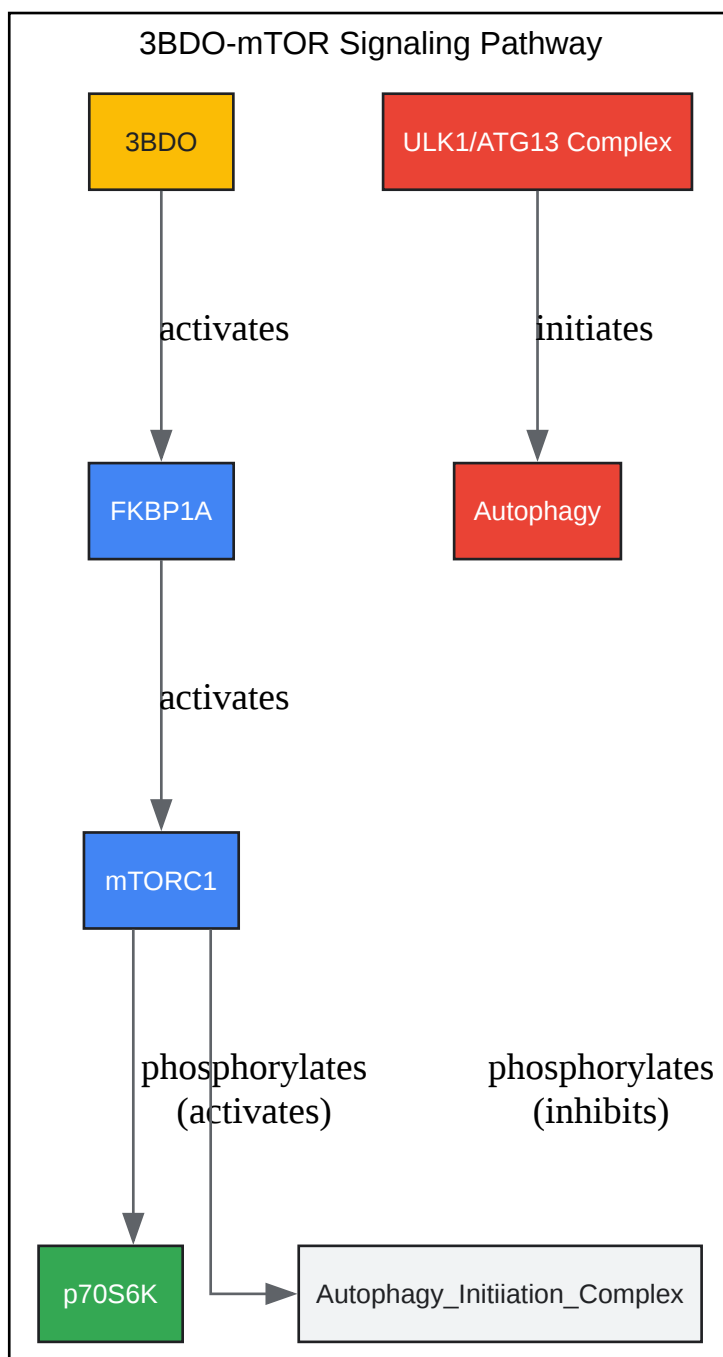 3BDO-mTOR Signaling Pathway
3BDO
ULK1/ATG13 Complex
activates
initiates
FKBP1A
Autophagy
activates
mTORC1
phosphorylates
(activates)
phosphorylates
(inhibits)
p70S6K
Autophagy_Initiiation_Complex